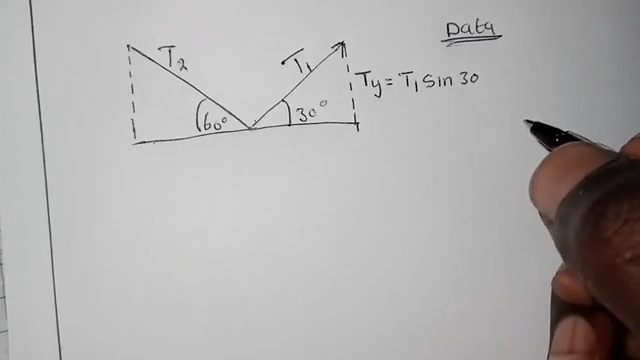 Data
T₂
T₁
Ty = T₁ Sin 30
60°
30°